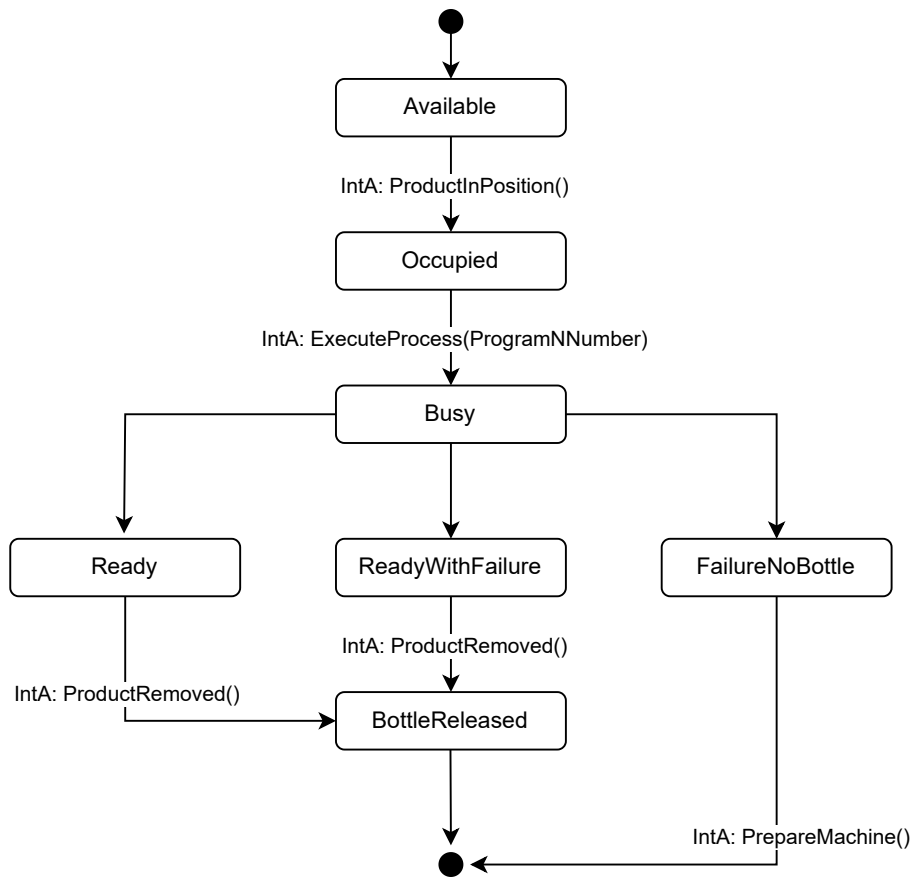 Available
IntA: ProductInPosition()
Occupied
IntA: ExecuteProcess(ProgramNNumber)
Busy
Ready
ReadyWithFailure
FailureNoBottle
IntA: ProductRemoved()
IntA: ProductRemoved()
BottleReleased
IntA: PrepareMachine()